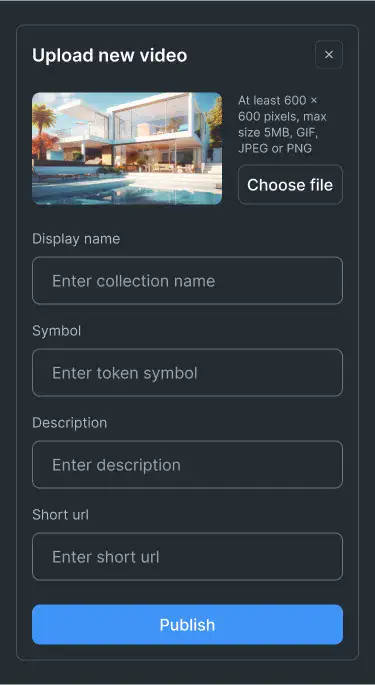 Upload new video
At least 600 ×
600 pixels, max
size 5MB, GIF,
JPEG or PNG
Choose file
Display name
Enter collection name
Symbol
Enter token symbol
Description
Enter description
Short url
Enter short url
Publish